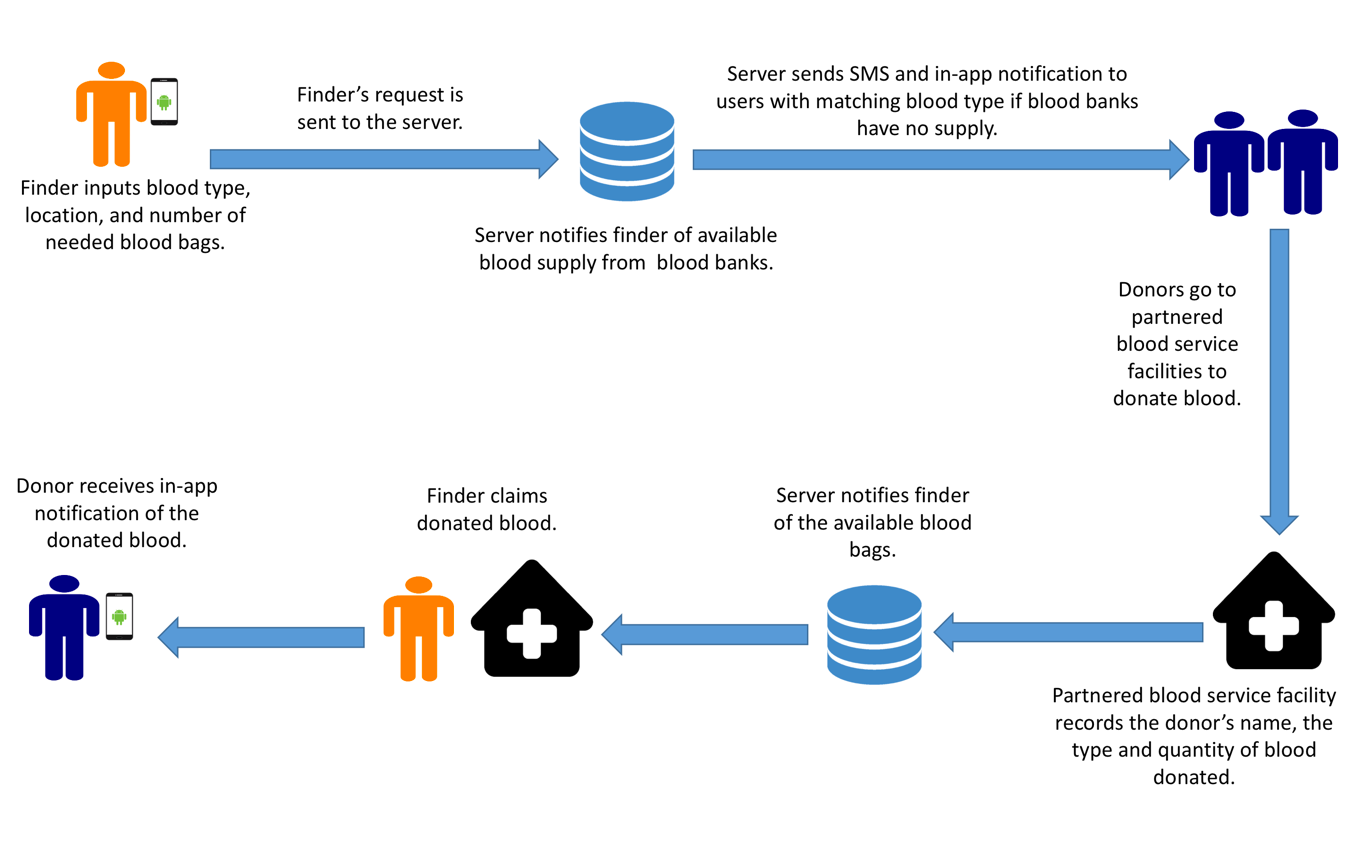 Finder inputs blood type,
location, and number of
needed blood bags.
Finder’s request is
sent to the server.
Server notifies finder of available
blood supply from  blood banks.
Server sends SMS and in-app notification to
users with matching blood type if blood banks
have no supply.
Donors go to
partnered
blood service
facilities to
donate blood.
Partnered blood service facility
records the donor’s name, the
type and quantity of blood
donated.
Server notifies finder
of the available blood
bags.
Finder claims
donated blood.
Donor receives in-app
notification of the
donated blood.